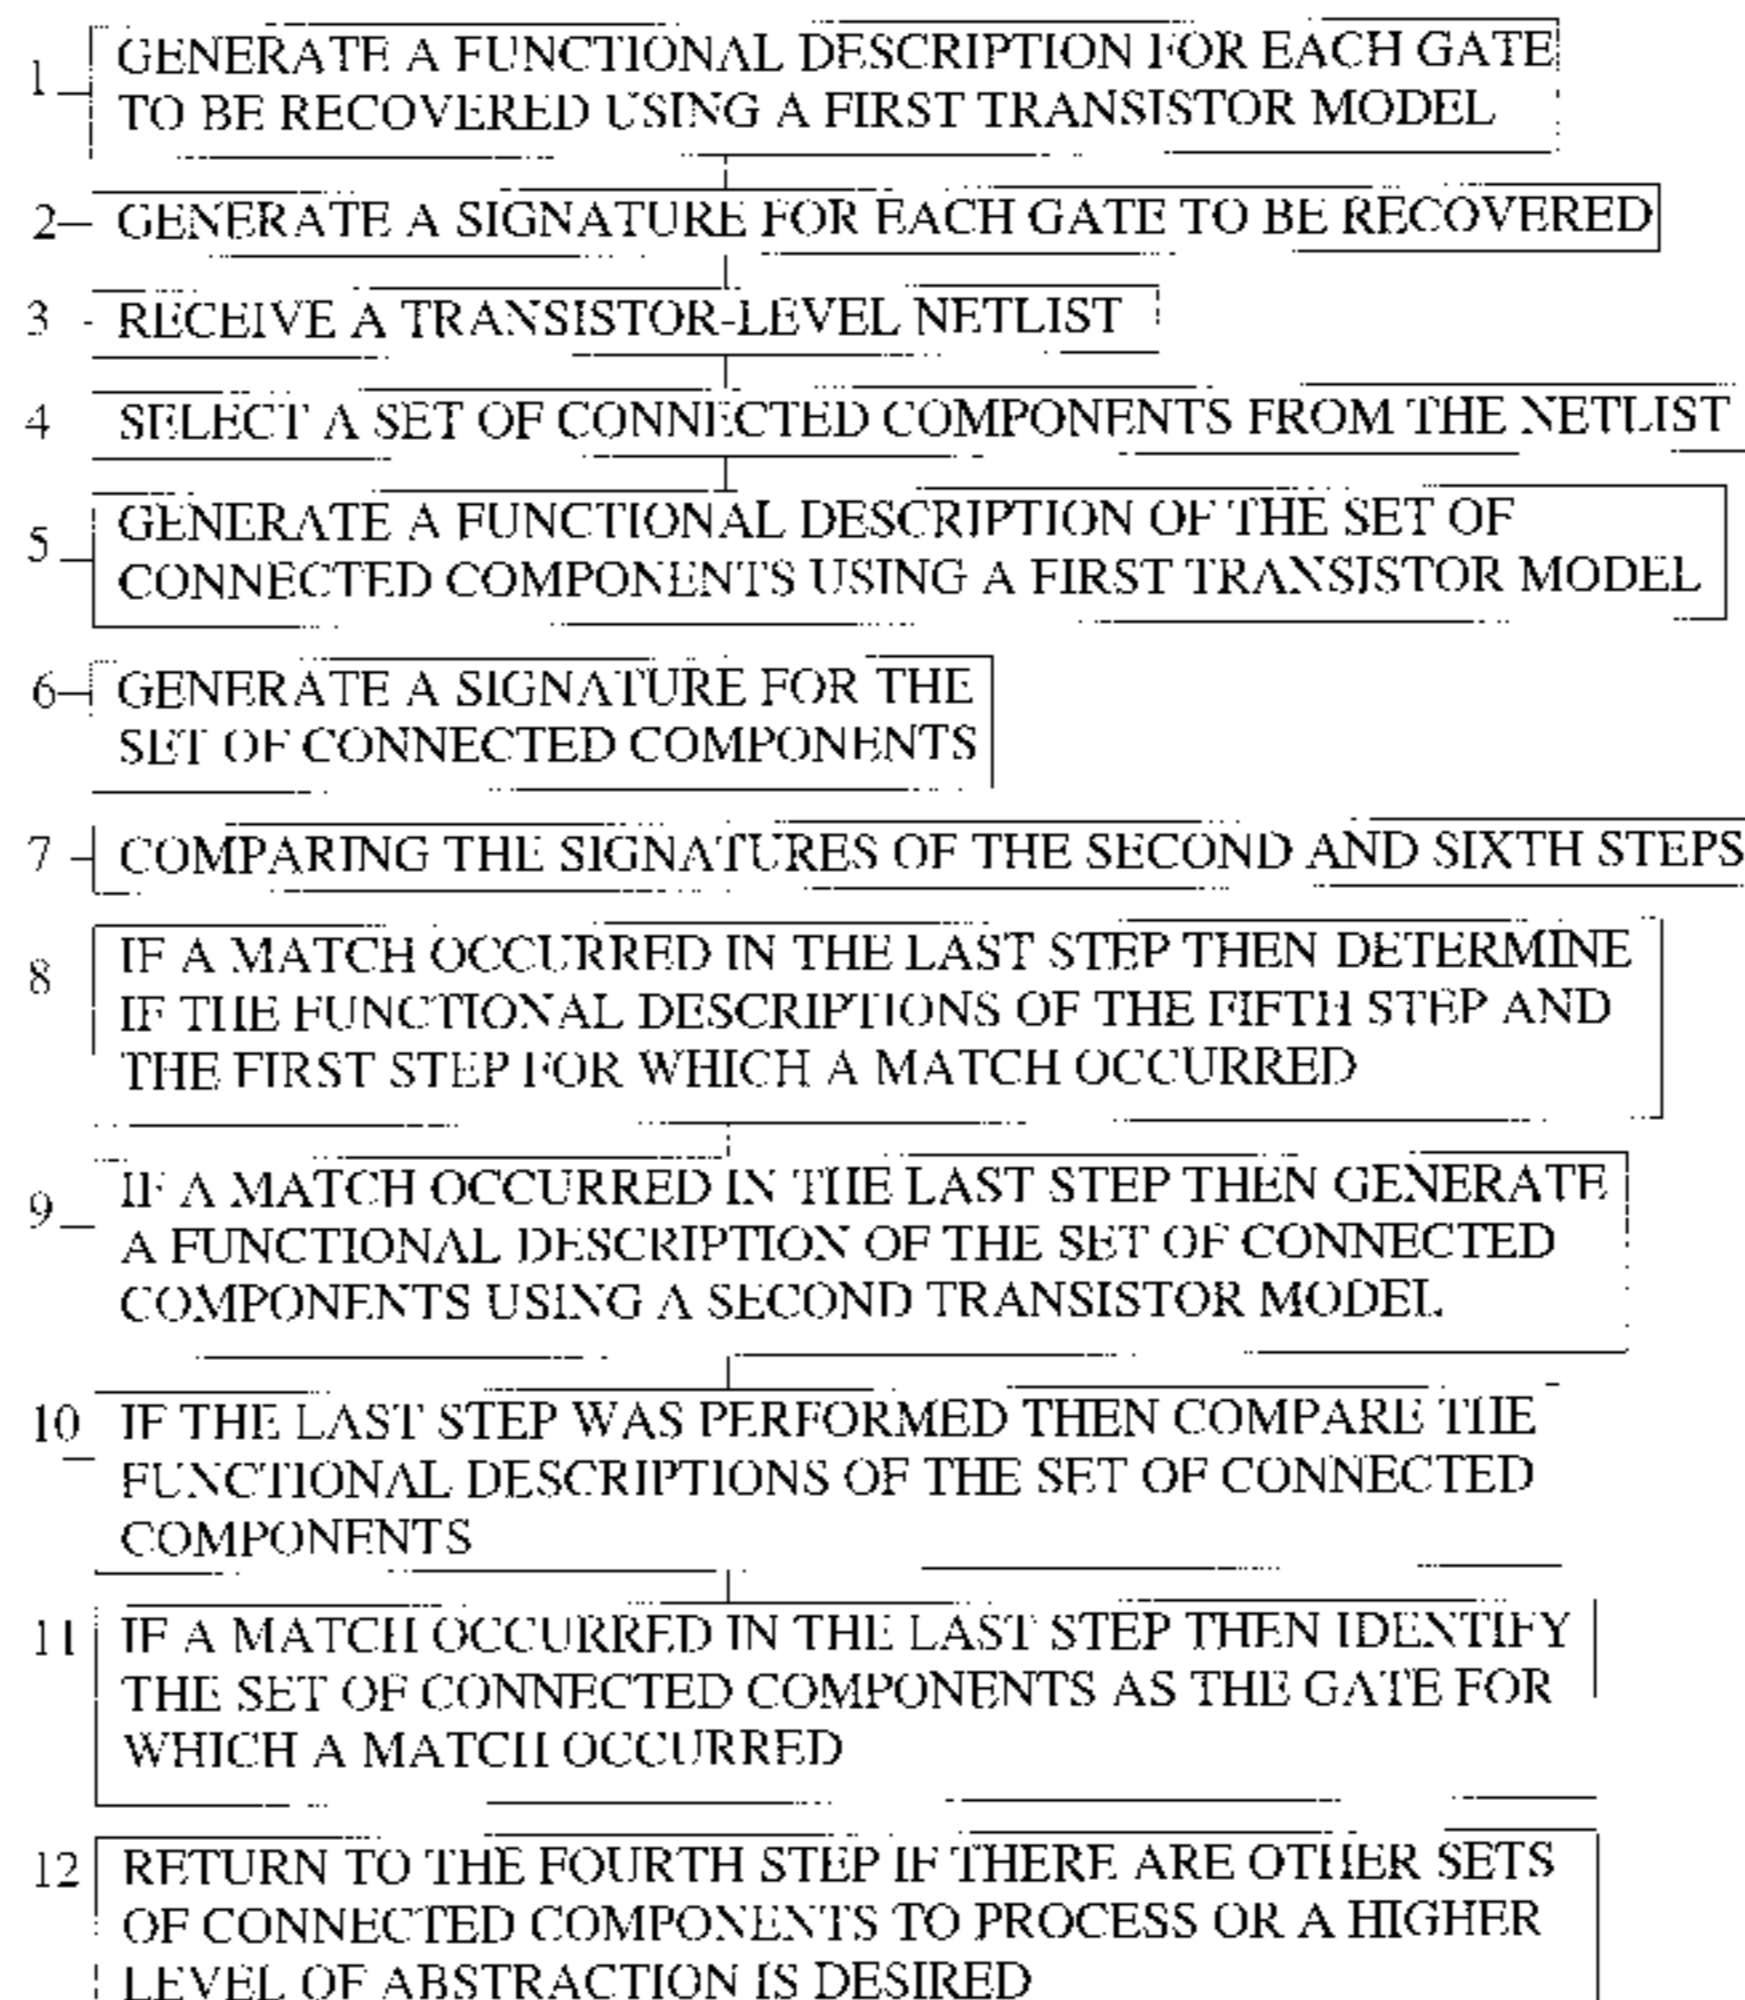 1 GENERATE A FUNCTIONAL DESCRIPTION FOR EACH GATE
TO BE RECOVERED USING A FIRST TRANSISTOR MODEL
2 GENERATE A SIGNATURE FOR EACH GATE TO BE RECOVERED
3 RECEIVE A TRANSISTOR-LEVEL NETLIST
4 SELECT A SET OF CONNECTED COMPONENTS FROM THE NETLIST
GENERATE A FUNCTIONAL DESCRIPTION OF THE SET OF
5 CONNECTED COMPONENTS USING A FIRST TRANSISTOR MODEL
6 GENERATE A SIGNATURE FOR THE
SET OF CONNECTED COMPONENTS
7 COMPARING THE SIGNATURES OF THE SECOND AND SIXTH STEPS
IF A MATCH OCCURRED IN THE LAST STEP THEN DETERMINE
8 IF THE FUNCTIONAL DESCRIPTIONS OF THE FIFTH STEP AND
THE FIRST STEP FOR WHICH A MATCH OCCURRED
IF A MATCH OCCURRED IN THE LAST STEP THEN GENERATE
9 A FUNCTIONAL DESCRIPTION OF THE SET OF CONNECTED
COMPONENTS USING A SECOND TRANSISTOR MODEL
10 IF THE LAST STEP WAS PERFORMED THEN COMPARE THE
FUNCTIONAL DESCRIPTIONS OF THE SET OF CONNECTED
COMPONENTS
11 IF A MATCH OCCURRED IN THE LAST STEP THEN IDENTIFY
THE SET OF CONNECTED COMPONENTS AS THE GATE FOR
WHICH A MATCH OCCURRED
12 RETURN TO THE FOURTH STEP IF THERE ARE OTHER SETS
OF CONNECTED COMPONENTS TO PROCESS OR A HIGHER
LEVEL OF ABSTRACTION IS DESIRED